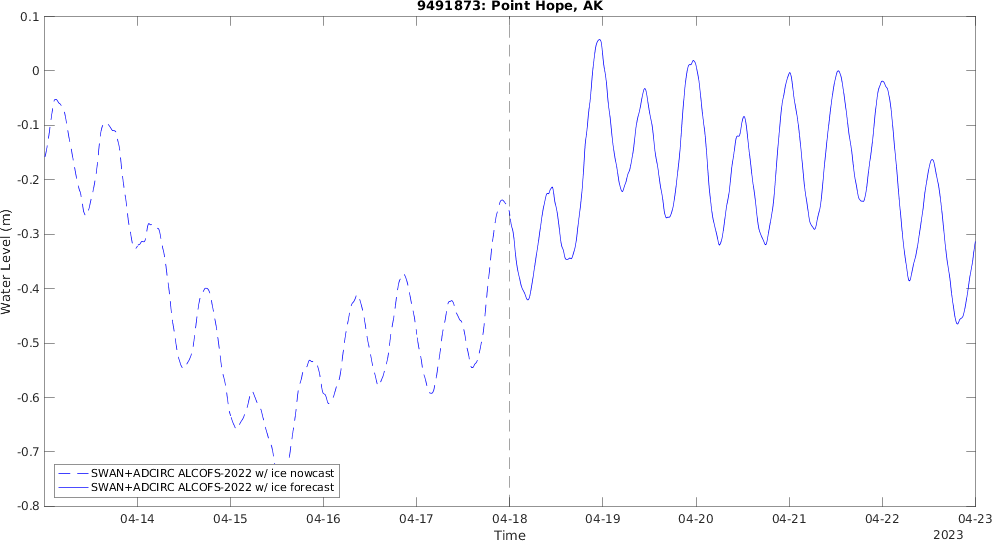 9491873: Point Hope, AK
0.1
0
-0.1
-0.2
-0.3
-0.4
-0.5
-0.6
-0.7
-0.8
Water Level (m)
SWAN+ADCIRC ALCOFS-2022 w/ ice nowcast
SWAN+ADCIRC ALCOFS-2022 w/ ice forecast
04-14 04-15 04-16 04-17 04-18 04-19 04-20 04-21 04-22 04-23
Time
2023